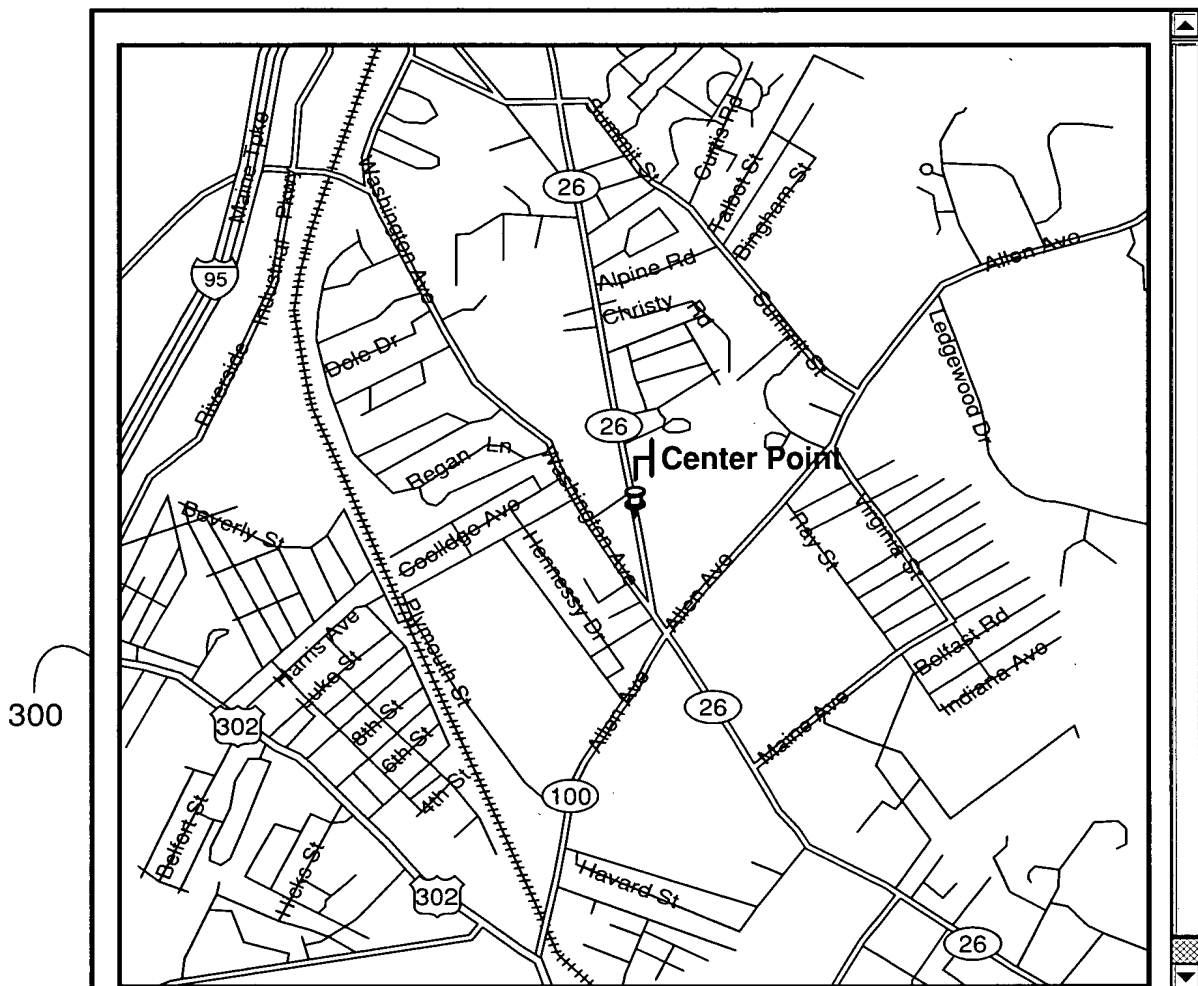 Summit St
Curtis Rd
Talbot St
Bingham St
Maine Tpke
26
Washington Ave
Riverside Industrial Pkwy
95
Allen Ave
Alpine Rd
Christy Rd
Summit St
Ledgewood Dr
Dole Dr
26
Center Point
Regan Ln
Washington Ave
Beverly St
Coolidge Ave
Hennessy Dr
Ray St
Virginia St
Allen Ave
Plymouth St
Harris Ave
Luke St
Belfast Rd
Indiana Ave
300
302
8th St
6th St
4th St
Allen Ave
26
Maine Ave
100
Belfort St
Hicks St
302
Havard St
26